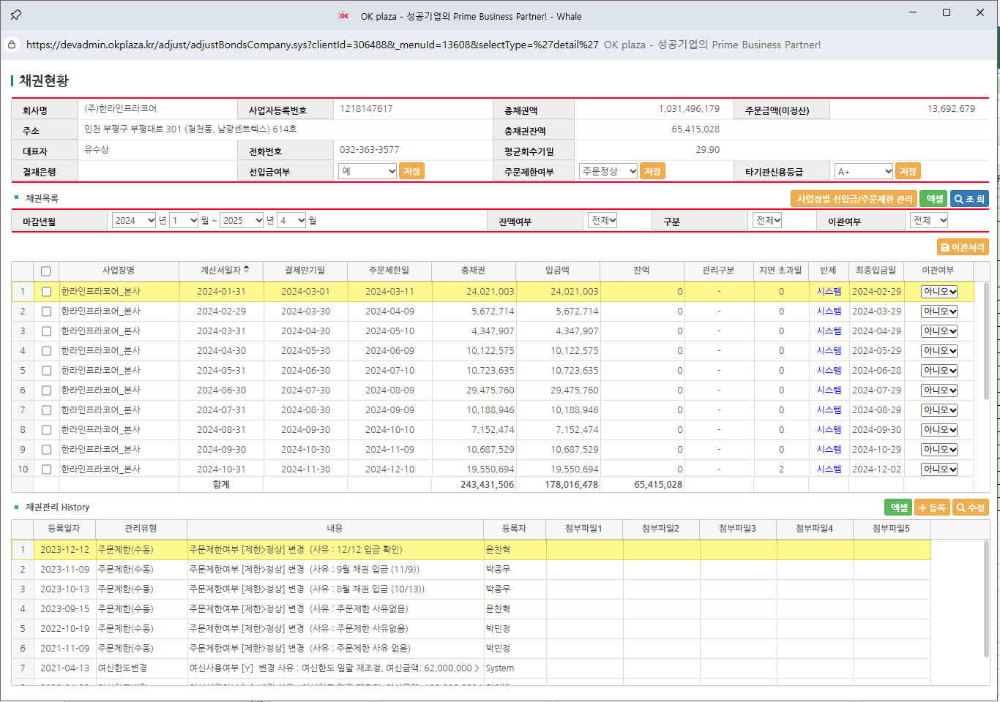 OK plaza - 성공기업의 Prime Business Partner! - Whale
https://devadmin.okplaza.kr/adjust/adjustBondsCompany.sys?clientId=306488&_menuId=13608&selectType=%27detail%27 OK plaza - 성공기업의 Prime Business Partner!
채권현황
회사명 (주)한라인프라코어 사업자등록번호 1218147617 총채권액 1,031,496,179 주문금액(미정산) 13,692,679
주소 인천 부평구 부평대로 301 (청천동, 남광센트렉스) 614호 총채권잔액 65,415,028
대표자 유수상 전화번호 032-363-3577 평균회수기일 29.90
결재은행 선입금여부 예 저장 주문제한여부 주문정상 저장 타기관신용등급 A+ 저장
채권목록 사업장별 선입금/주문제한 관리 엑셀 조 회
마감년월 2024 년 1 월 ~ 2025 년 4 월 잔액여부 전체 구분 전체 이관여부 전체
이관처리
사업장명 계산서일자 결제만기일 주문제한일 총채권 입금액 잔액 관리구분 지연 초과일 반제 최종입금일 이관여부
1 한라인프라코어_본사 2024-01-31 2024-03-01 2024-03-11 24,021,003 24,021,003 0 - 0 시스템 2024-02-29 아니오
2 한라인프라코어_본사 2024-02-29 2024-03-30 2024-04-09 5,672,714 5,672,714 0 - 0 시스템 2024-03-29 아니오
3 한라인프라코어_본사 2024-03-31 2024-04-30 2024-05-10 4,347,907 4,347,907 0 - 0 시스템 2024-04-29 아니오
4 한라인프라코어_본사 2024-04-30 2024-05-30 2024-06-09 10,122,575 10,122,575 0 - 0 시스템 2024-05-29 아니오
5 한라인프라코어_본사 2024-05-31 2024-06-30 2024-07-10 10,723,635 10,723,635 0 - 0 시스템 2024-06-28 아니오
6 한라인프라코어_본사 2024-06-30 2024-07-30 2024-08-09 29,475,760 29,475,760 0 - 0 시스템 2024-07-29 아니오
7 한라인프라코어_본사 2024-07-31 2024-08-30 2024-09-09 10,188,946 10,188,946 0 - 0 시스템 2024-08-29 아니오
8 한라인프라코어_본사 2024-08-31 2024-09-30 2024-10-10 7,152,474 7,152,474 0 - 0 시스템 2024-09-30 아니오
9 한라인프라코어_본사 2024-09-30 2024-10-30 2024-11-09 10,687,529 10,687,529 0 - 0 시스템 2024-10-29 아니오
10 한라인프라코어_본사 2024-10-31 2024-11-30 2024-12-10 19,550,694 19,550,694 0 - 2 시스템 2024-12-02 아니오
합계 243,431,506 178,016,478 65,415,028
채권관리 History 엑셀 등록 수정
등록일자 관리유형 내용 등록자 첨부파일1 첨부파일2 첨부파일3 첨부파일4 첨부파일5
1 2023-12-12 주문제한(수동) 주문제한여부 [제한>정상] 변경 (사유 : 12/12 입금 확인) 윤찬혁
2 2023-11-09 주문제한(수동) 주문제한여부 [제한>정상] 변경 (사유 : 9월 채권 입금 (11/9)) 박종무
3 2023-10-13 주문제한(수동) 주문제한여부 [제한>정상] 변경 (사유 : 8월 채권 입금 (10/13)) 박종무
4 2023-09-15 주문제한(수동) 주문제한여부 [제한>정상] 변경 (사유 : 주문제한 사유없음) 윤찬혁
5 2022-10-19 주문제한(수동) 주문제한여부 [제한>정상] 변경 (사유 : 주문제한 사유없음) 박민정
6 2021-11-09 주문제한(수동) 주문제한여부 [제한>정상] 변경 (사유 : 주문제한 사유 없음) 박민정
7 2021-04-13 여신한도변경 여신사용여부 [Y] 변경 사유 : 여신한도 일괄 재조정, 여신금액: 62,000,000 > System